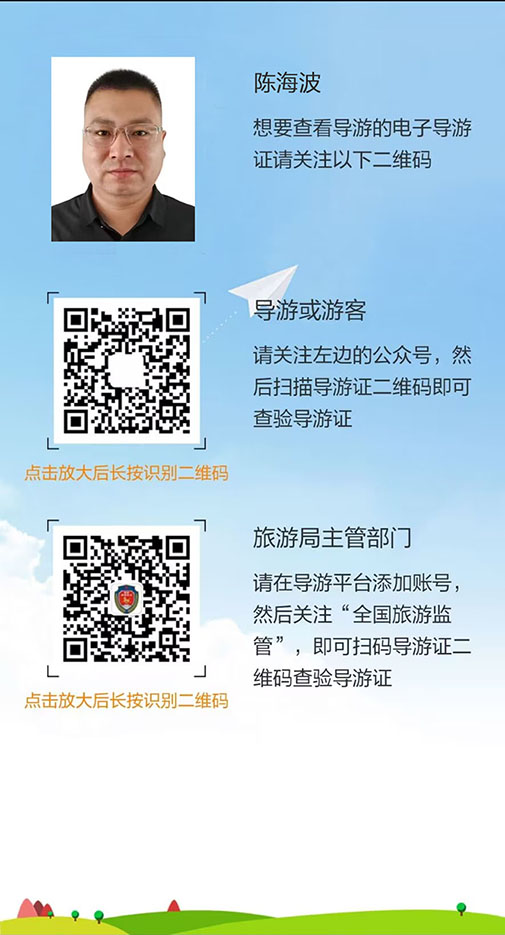 陈海波
想要查看导游的电子导游
证请关注以下二维码
导游或游客
请关注左边的公众号，然
后扫描导游证二维码即可
查验导游证
点击放大后长按识别二维码
旅游局主管部门
请在导游平台添加账号，
然后关注“全国旅游监
管”，即可扫码导游证二
维码查验导游证
点击放大后长按识别二维码